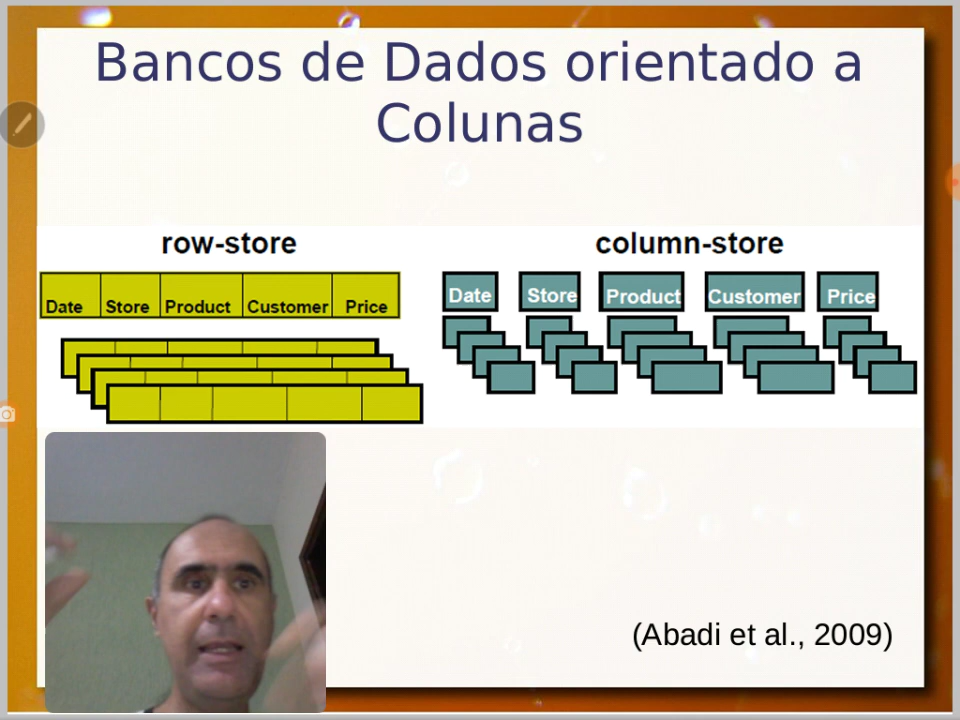 Bancos de Dados orientado a
Colunas
row-store
Date Store Product Customer Price
column-store
Date Store Product Customer Price
(Abadi et al., 2009)